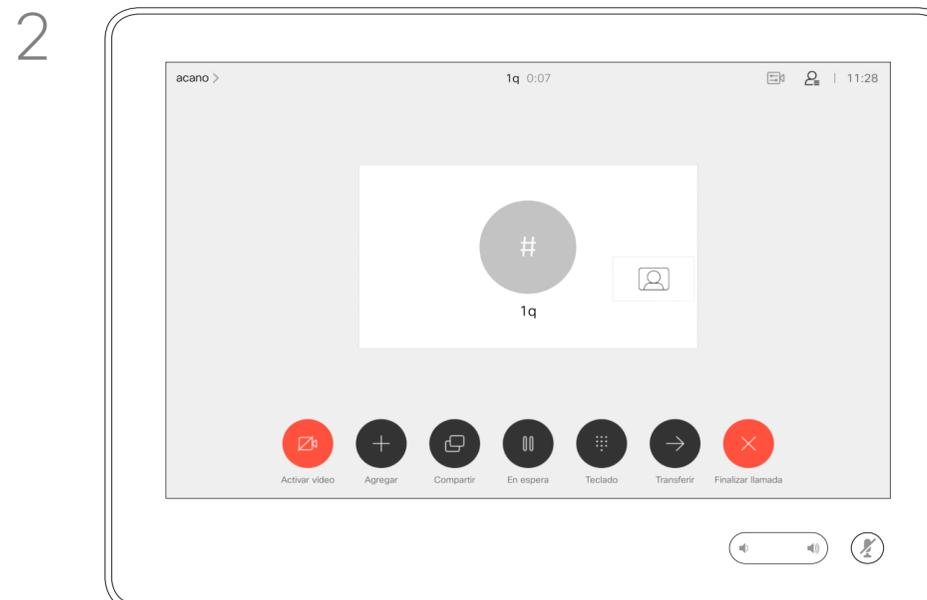 2
acano >
1q 0:07
11:28
#
1q
Activar vídeo
Agregar
Compartir
En espera
Teclado
Transferir
Finalizar llamada